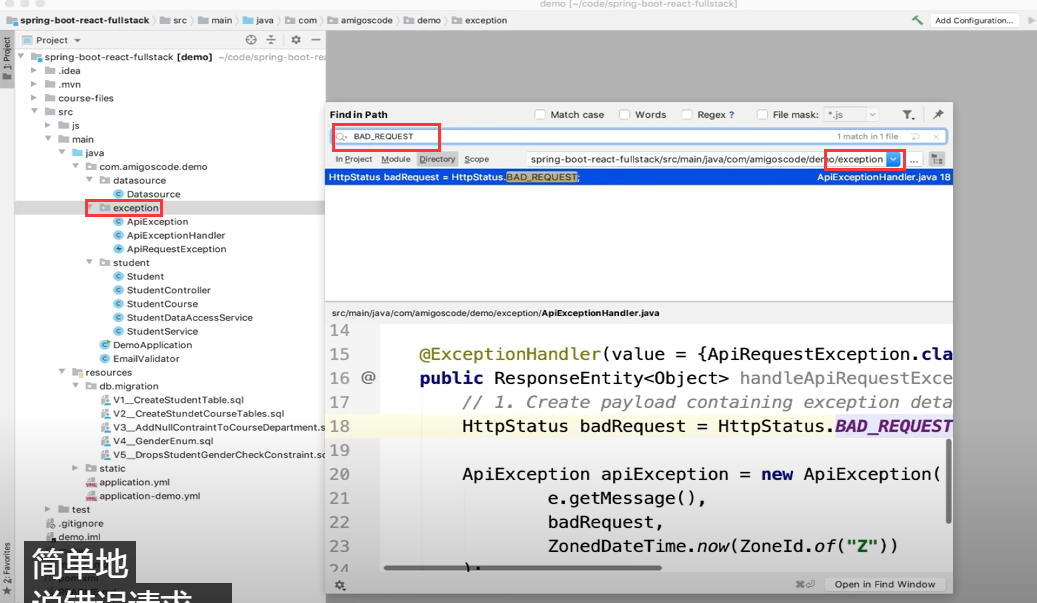 demo [~/code/spring-boot-react-fullstack]
spring-boot-react-fullstack src main java com amigoscode demo exception
Add Configuration...
1: Project
Project
spring-boot-react-fullstack [demo] ~/code/spring-boot-rea
.idea
.mvn
course-files
src
js
main
java
com.amigoscode.demo
datasource
Datasource
exception
ApiException
ApiExceptionHandler
ApiRequestException
student
Student
StudentController
StudentCourse
StudentDataAccessService
StudentService
DemoApplication
EmailValidator
resources
db.migration
V1__CreateStudentTable.sql
V2__CreateStundetCourseTables.sql
V3__AddNullContraintToCourseDepartment.s
V4__GenderEnum.sql
V5__DropsStudentGenderCheckConstraint.sq
static
application.yml
application-demo.yml
test
.gitignore
demo.iml
2: Favorites
Find in Path
Match case Words Regex ? File mask: *.js
BAD_REQUEST
1 match in 1 file
In Project Module Directory Scope
spring-boot-react-fullstack/src/main/java/com/amigoscode/demo/exception ...
HttpStatus badRequest = HttpStatus.BAD_REQUEST; ApiExceptionHandler.java 18
src/main/java/com/amigoscode/demo/exception/ApiExceptionHandler.java
14
15 @ExceptionHandler(value = {ApiRequestException.cla
16 @ public ResponseEntity<Object> handleApiRequestExce
17 // 1. Create payload containing exception deta
18 HttpStatus badRequest = HttpStatus.BAD_REQUEST
19
20 ApiException apiException = new ApiException(
21 e.getMessage(),
22 badRequest,
23 ZonedDateTime.now(ZoneId.of("Z"))
24 );
⌘⏎ Open in Find Window
简单地
说错误请求